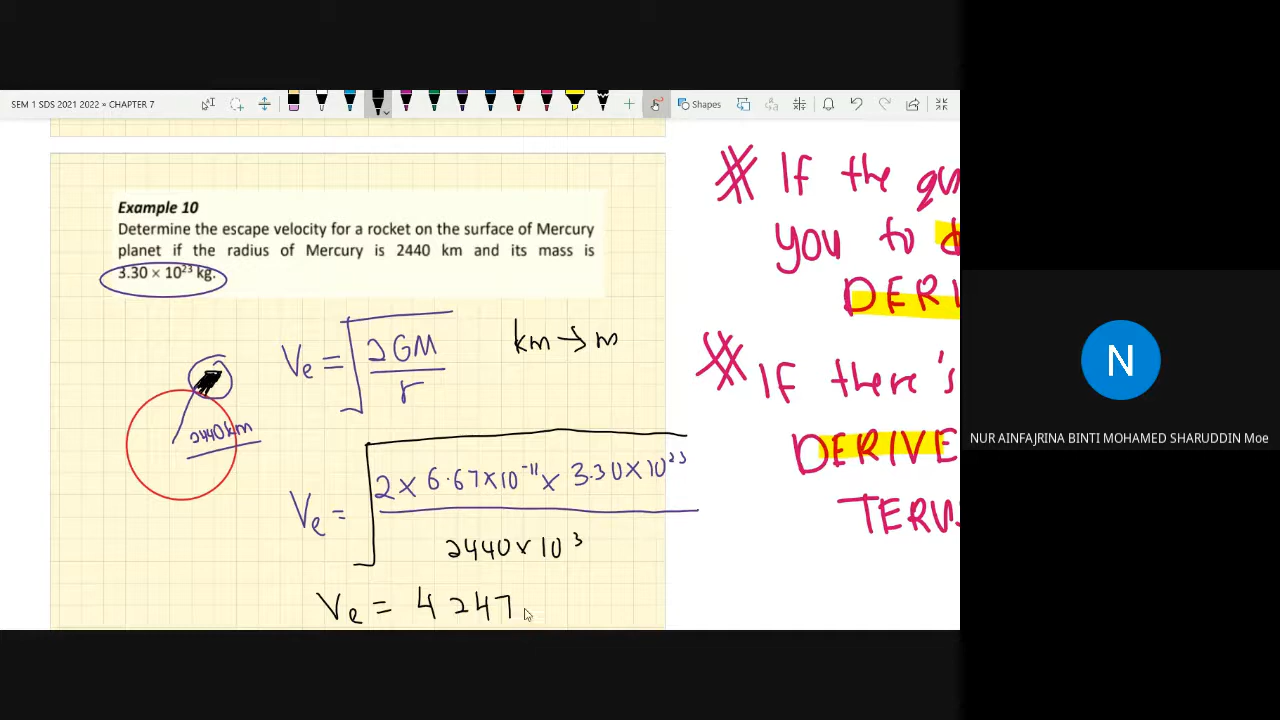 SEM 1 SDS 2021 2022 » CHAPTER 7
Shapes
Example 10
Determine the escape velocity for a rocket on the surface of Mercury
planet if the radius of Mercury is 2440 km and its mass is
3.30 × 10²³ kg.
Ve = √(2GM / r)
km → m
2440km
Ve = √(2 × 6.67×10⁻¹¹ × 3.30×10²³ / 2440×10³)
Ve = 4247
* If the
you to
DERI
* IF there's
DERIVE
TERMS
N
NUR AINFAJRINA BINTI MOHAMED SHARUDDIN Moe